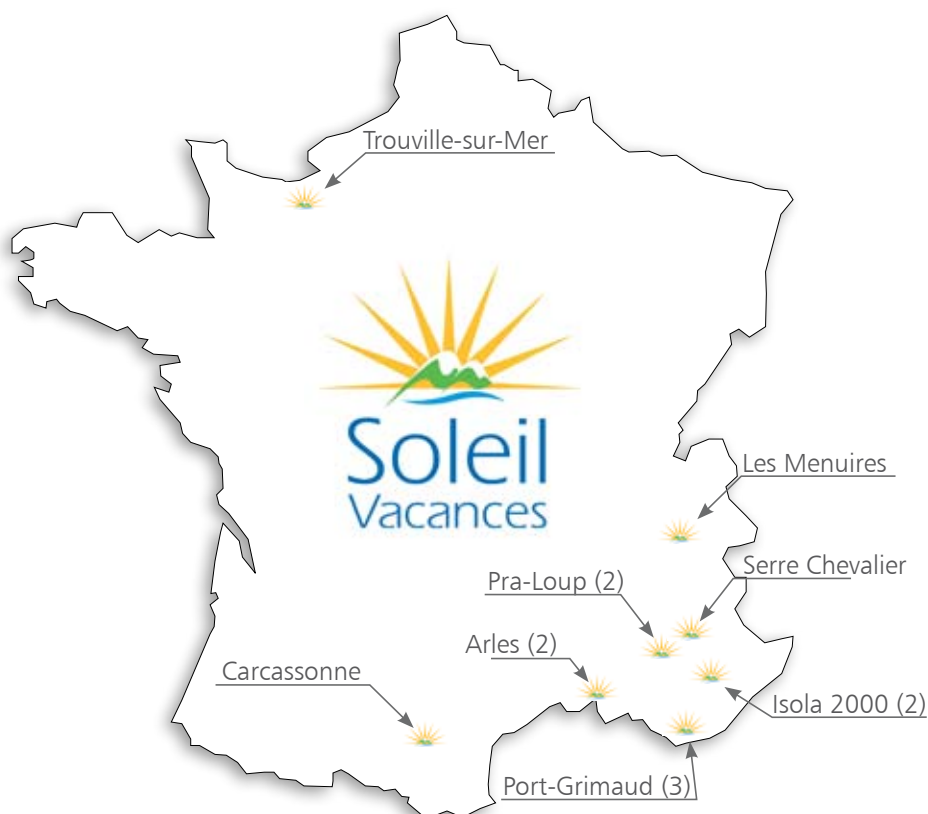 Trouville-sur-Mer
Soleil
Vacances
Les Menuires
Serre Chevalier
Pra-Loup (2)
Arles (2)
Carcassonne
Isola 2000 (2)
Port-Grimaud (3)